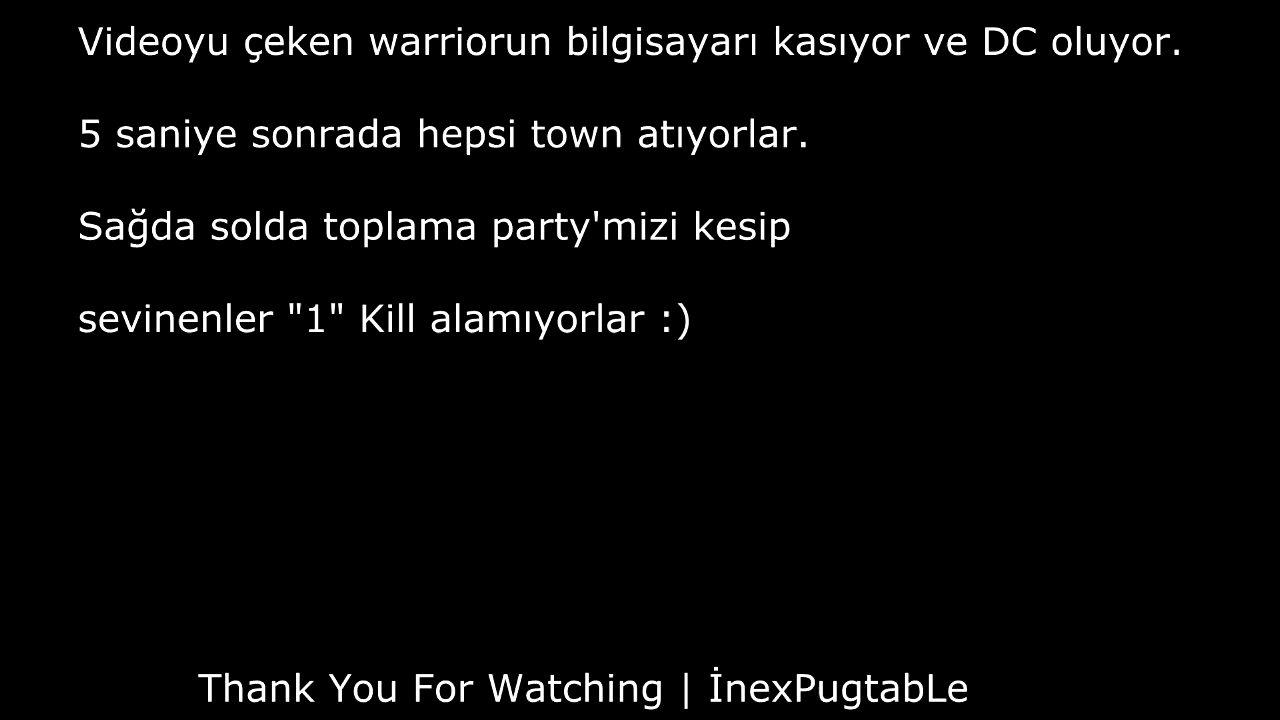 Videoyu çeken warriorun bilgisayarı kasıyor ve DC oluyor.
5 saniye sonrada hepsi town atıyorlar.
Sağda solda toplama party'mizi kesip
sevinenler "1" Kill alamıyorlar :)
Thank You For Watching | İnexPugtabLe